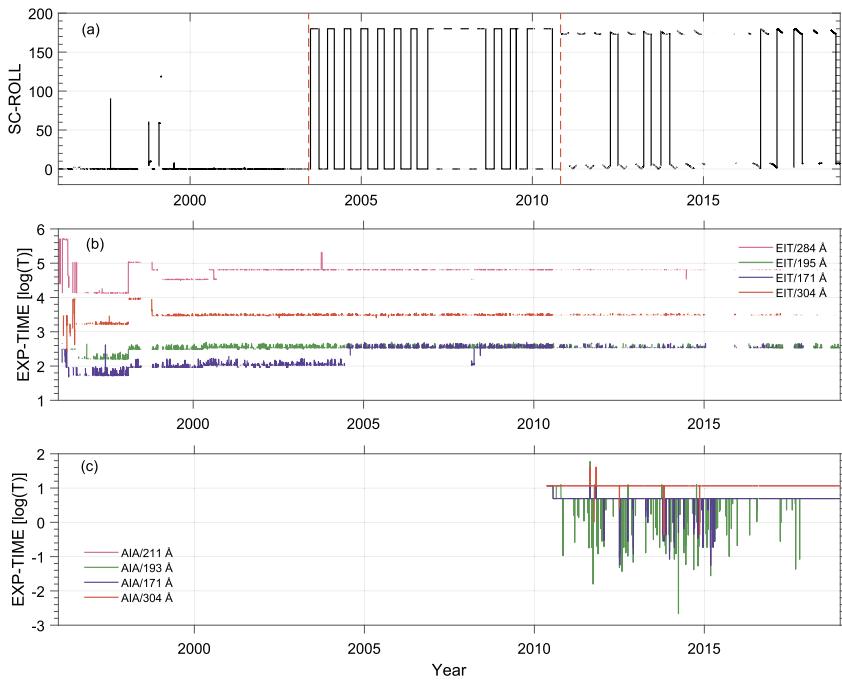 (a)
SC-ROLL
200
150
100
50
0
2000
2005
2010
2015
(b)
EXP-TIME [log(T)]
6
5
4
3
2
1
EIT/284 Å
EIT/195 Å
EIT/171 Å
EIT/304 Å
2000
2005
2010
2015
(c)
EXP-TIME [log(T)]
2
1
0
-1
-2
-3
AIA/211 Å
AIA/193 Å
AIA/171 Å
AIA/304 Å
2000
2005
2010
2015
Year